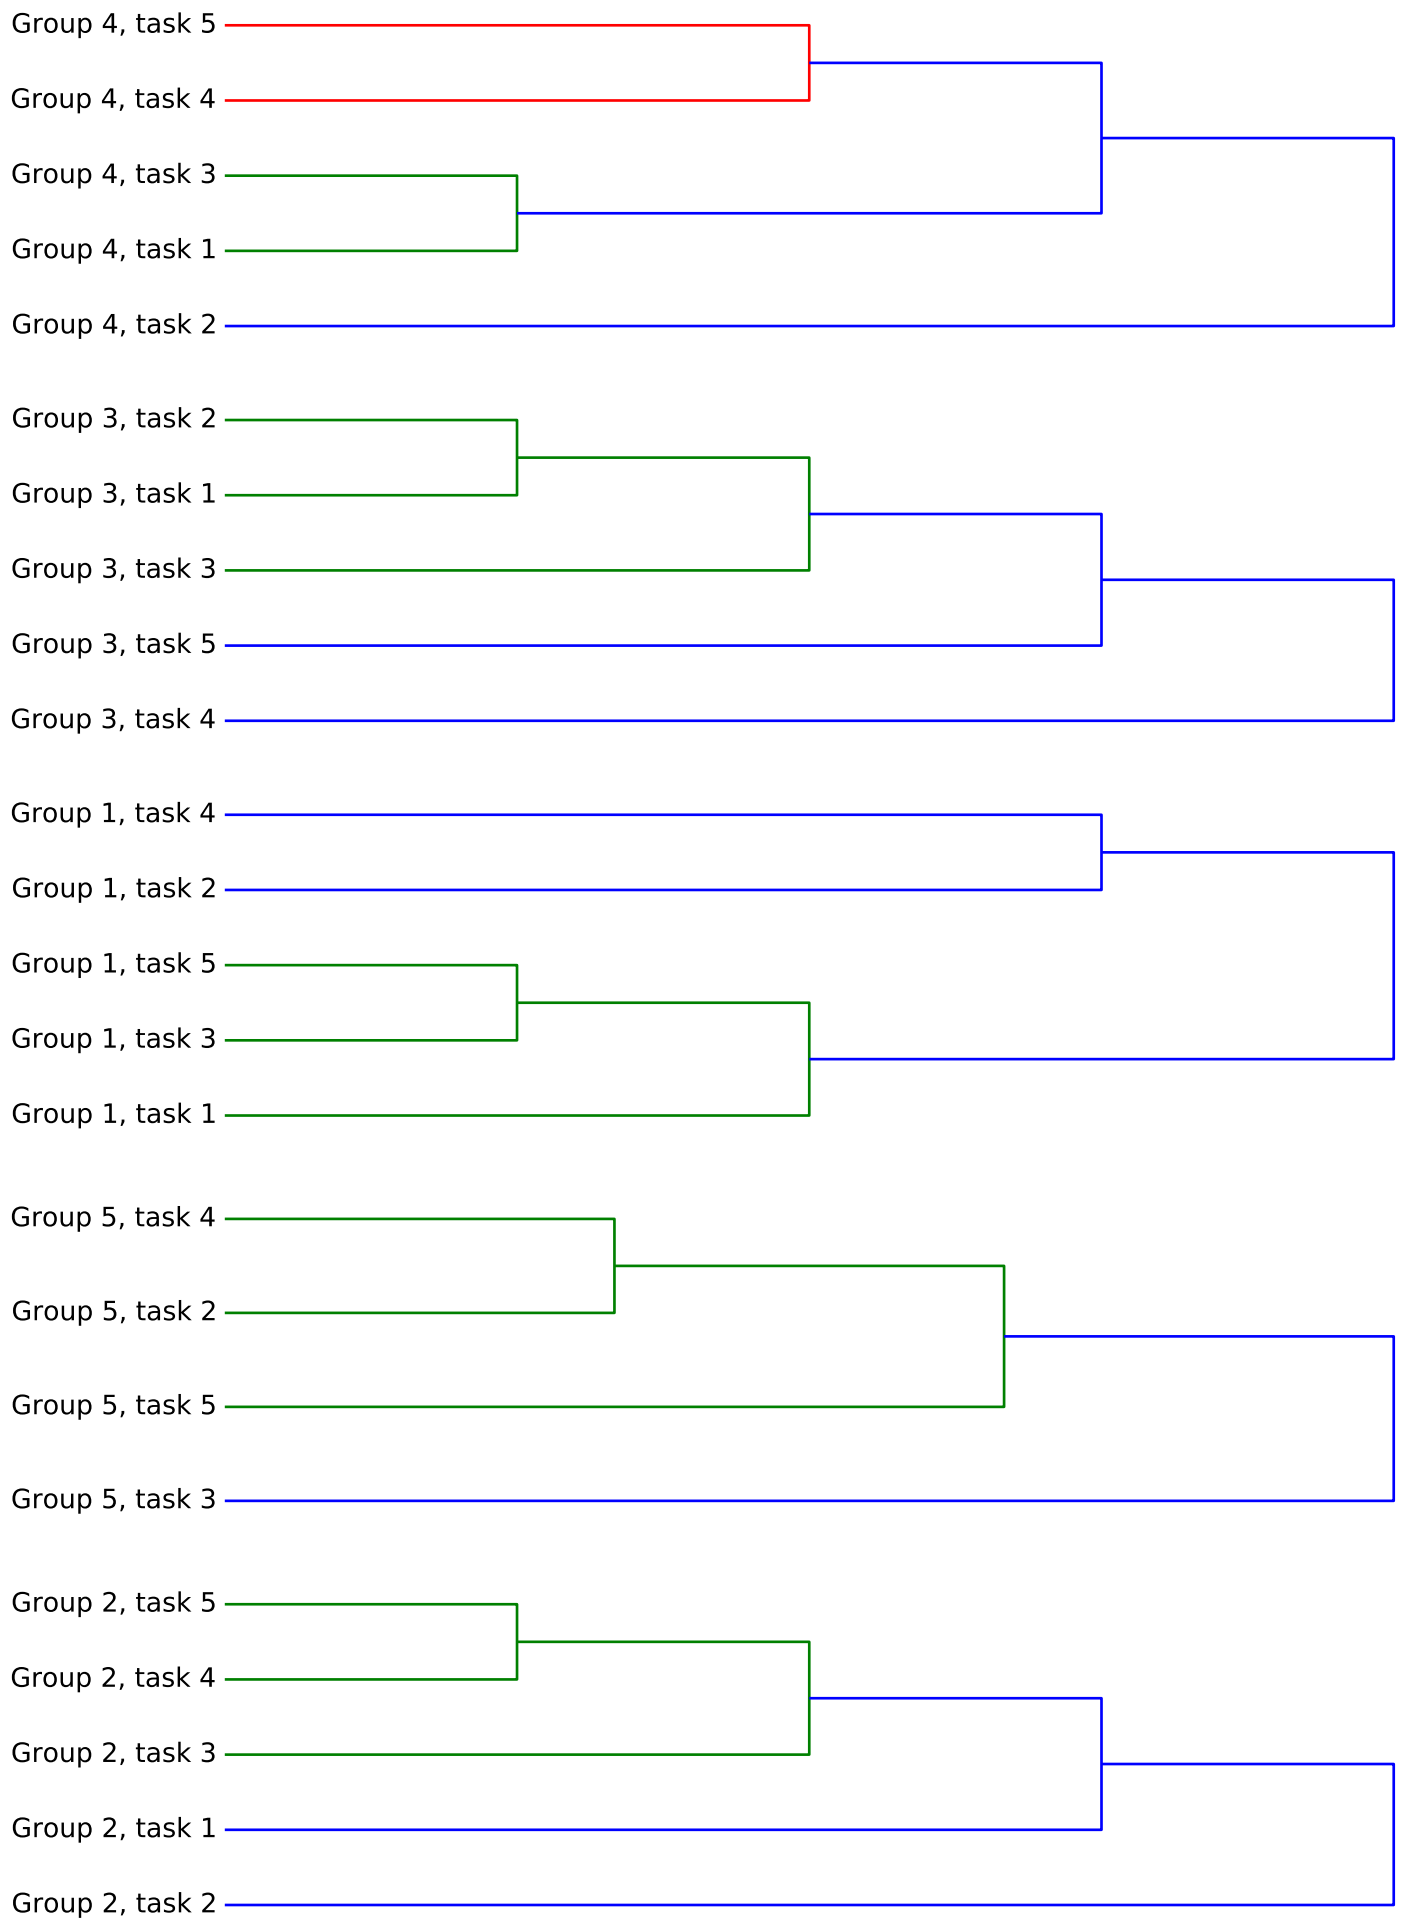 Group 4, task 5
Group 4, task 4
Group 4, task 3
Group 4, task 1
Group 4, task 2
Group 3, task 2
Group 3, task 1
Group 3, task 3
Group 3, task 5
Group 3, task 4
Group 1, task 4
Group 1, task 2
Group 1, task 5
Group 1, task 3
Group 1, task 1
Group 5, task 4
Group 5, task 2
Group 5, task 5
Group 5, task 3
Group 2, task 5
Group 2, task 4
Group 2, task 3
Group 2, task 1
Group 2, task 2